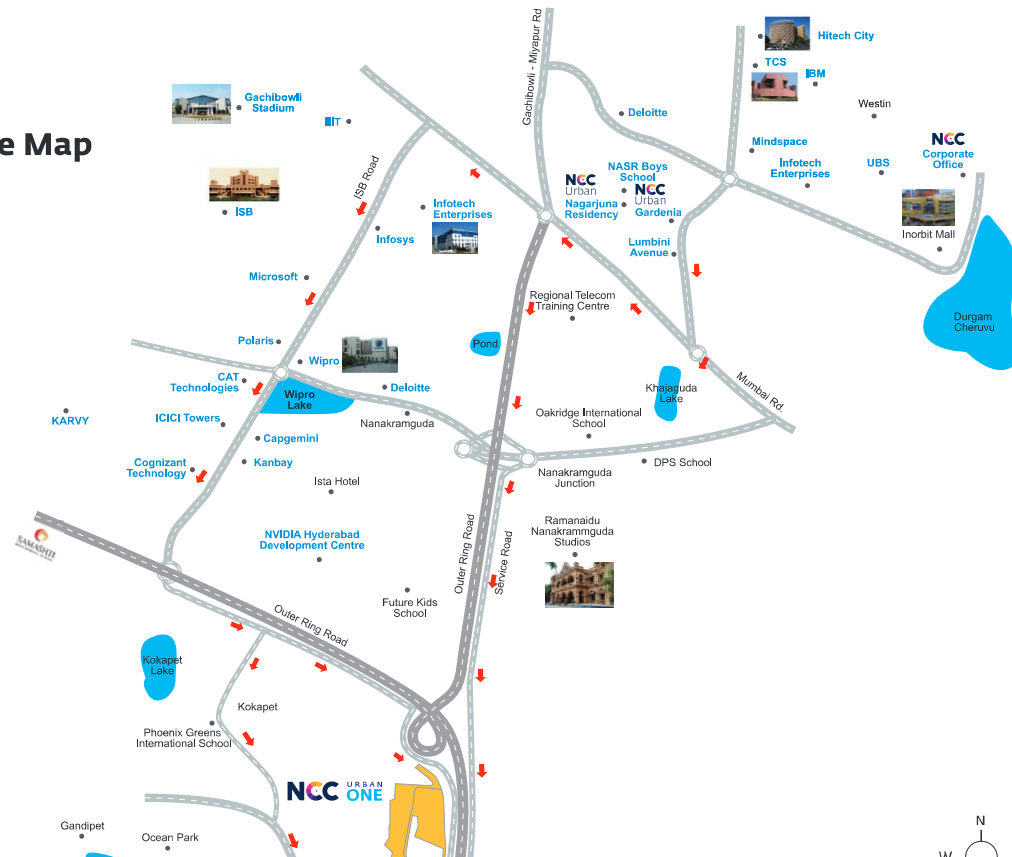 e Map
Gachibowli
Stadium
IIIT
ISB
ISB Road
Infotech
Enterprises
Infosys
Microsoft
Gachibowli - Miyapur Rd
Deloitte
NASR Boys
School
NCC
Urban
Nagarjuna
Residency
NCC
Urban
Gardenia
Lumbini
Avenue
Hitech City
TCS
IBM
Westin
Mindspace
Infotech
Enterprises
UBS
NCC
Corporate
Office
Inorbit Mall
Durgam
Cheruvu
Regional Telecom
Training Centre
Pond
Polaris
Wipro
CAT
Technologies
Wipro
Lake
Deloitte
Nanakramguda
KARVY
ICICI Towers
Capgemini
Cognizant
Technology
Kanbay
Ista Hotel
Khajaguda
Lake
Mumbai Rd.
Oakridge International
School
DPS School
Nanakramguda
Junction
Ramanaidu
Nanakrammguda
Studios
SAMASHTI
NVIDIA Hyderabad
Development Centre
Outer Ring Road
Service Road
Future Kids
School
Outer Ring Road
Kokapet
Lake
Kokapet
Phoenix Greens
International School
NCC URBAN
ONE
Gandipet
Ocean Park
N
W